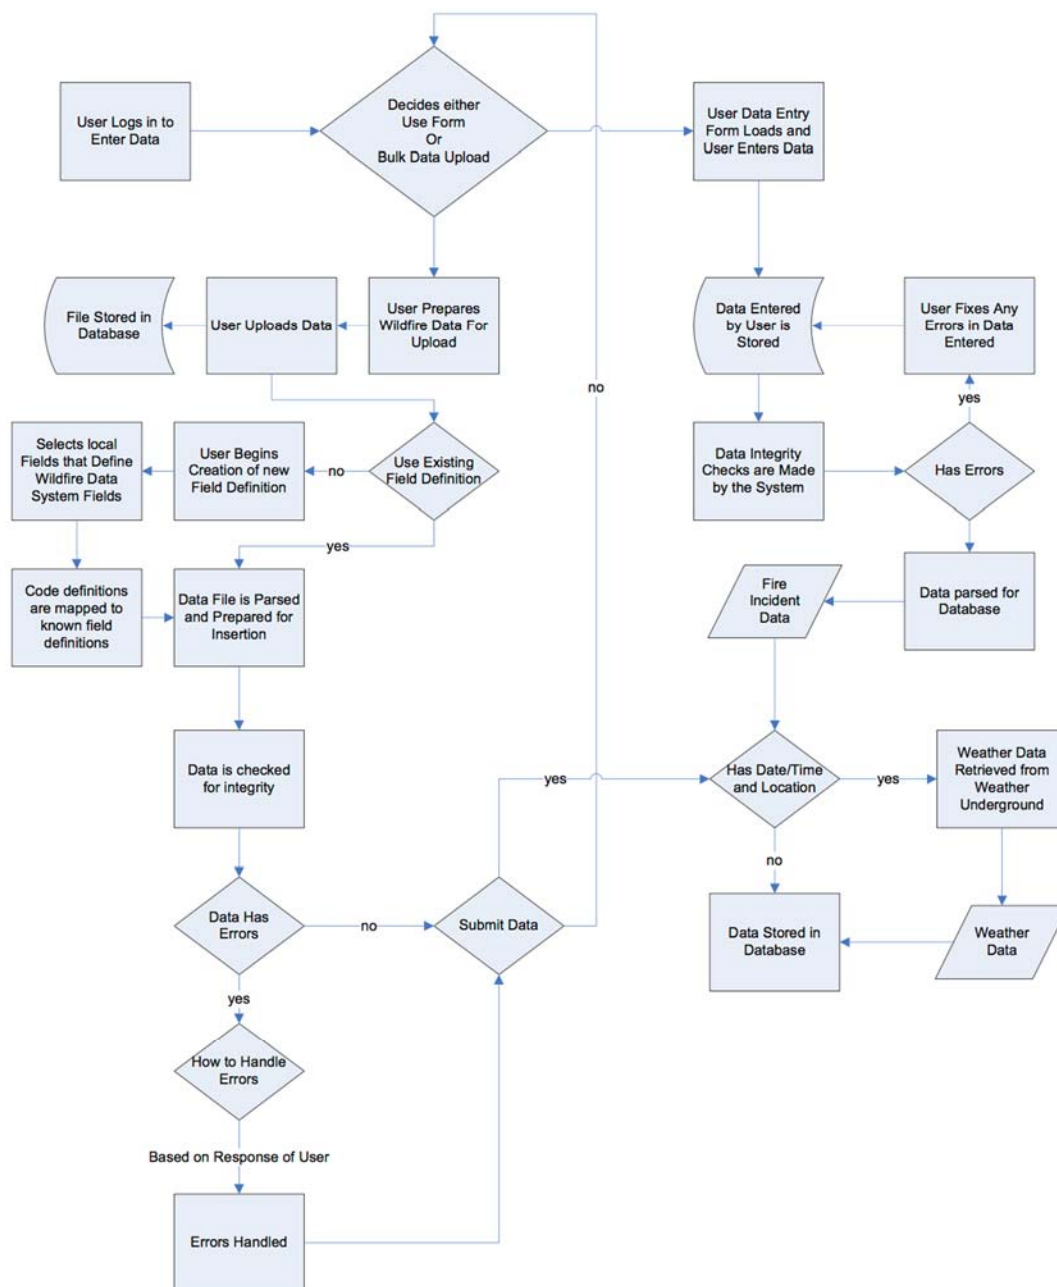 User Logs in to
Enter Data
Decides either
Use Form
Or
Bulk Data Upload
User Data Entry
Form Loads and
User Enters Data
File Stored in
Database
User Uploads Data
User Prepares
Wildfire Data For
Upload
Data Entered
by User is
Stored
User Fixes Any
Errors in Data
Entered
no
yes
Selects local
Fields that Define
Wildfire Data
System Fields
User Begins
Creation of new
Field Definition
no
Use Existing
Field Definition
Data Integrity
Checks are Made
by the System
Has Errors
yes
Code definitions
are mapped to
known field
definitions
Data File is Parsed
and Prepared for
Insertion
Fire
Incident
Data
Data parsed for
Database
Data is checked
for integrity
yes
Has Date/Time
and Location
yes
Weather Data
Retrieved from
Weather
Underground
no
Data Has
Errors
no
Submit Data
Data Stored in
Database
Weather
Data
yes
How to Handle
Errors
Based on Response of User
Errors Handled